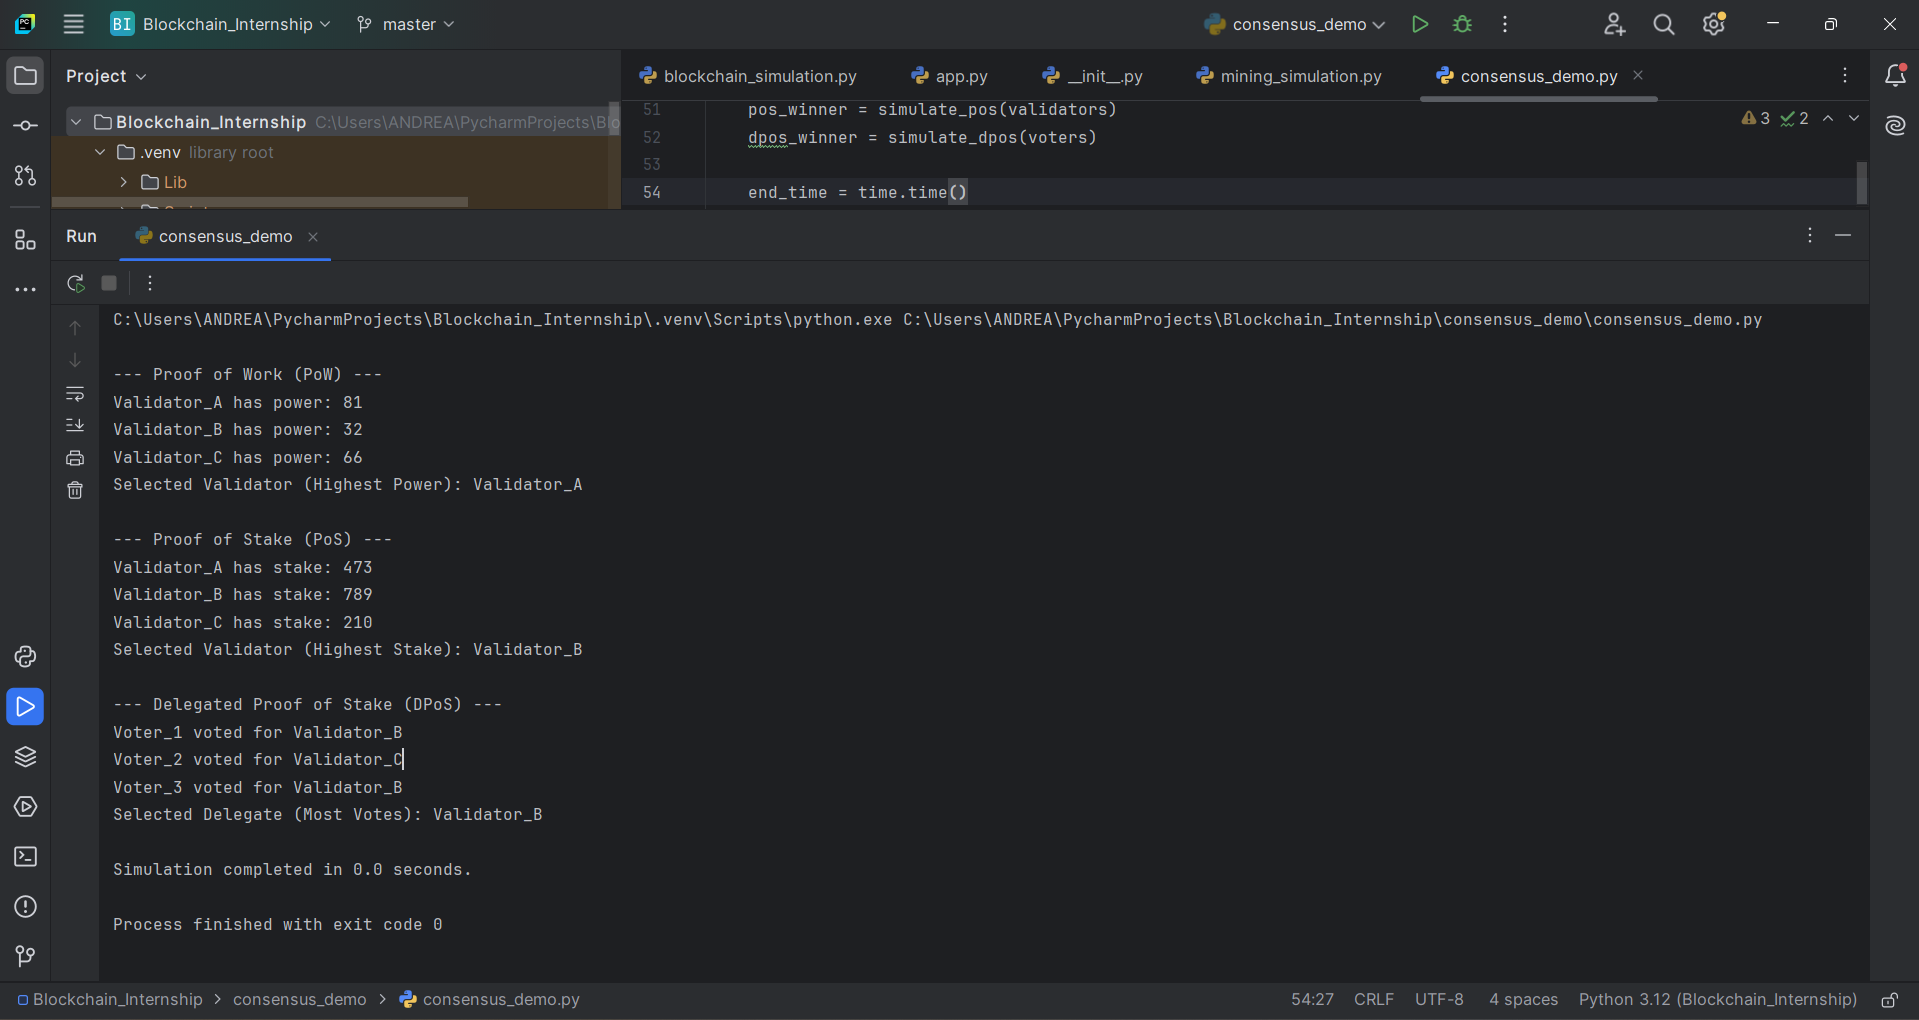 BI Blockchain_Internship master consensus_demo
Project
blockchain_simulation.py app.py __init__.py mining_simulation.py consensus_demo.py
Blockchain_Internship C:\Users\ANDREA\PycharmProjects\Blo
.venv library root
Lib
51 pos_winner = simulate_pos(validators)
52 dpos_winner = simulate_dpos(voters)
53
54 end_time = time.time()
3 2
Run consensus_demo
C:\Users\ANDREA\PycharmProjects\Blockchain_Internship\.venv\Scripts\python.exe C:\Users\ANDREA\PycharmProjects\Blockchain_Internship\consensus_demo\consensus_demo.py
--- Proof of Work (PoW) ---
Validator_A has power: 81
Validator_B has power: 32
Validator_C has power: 66
Selected Validator (Highest Power): Validator_A
--- Proof of Stake (PoS) ---
Validator_A has stake: 473
Validator_B has stake: 789
Validator_C has stake: 210
Selected Validator (Highest Stake): Validator_B
--- Delegated Proof of Stake (DPoS) ---
Voter_1 voted for Validator_B
Voter_2 voted for Validator_C
Voter_3 voted for Validator_B
Selected Delegate (Most Votes): Validator_B
Simulation completed in 0.0 seconds.
Process finished with exit code 0
Blockchain_Internship > consensus_demo > consensus_demo.py
54:27 CRLF UTF-8 4 spaces Python 3.12 (Blockchain_Internship)